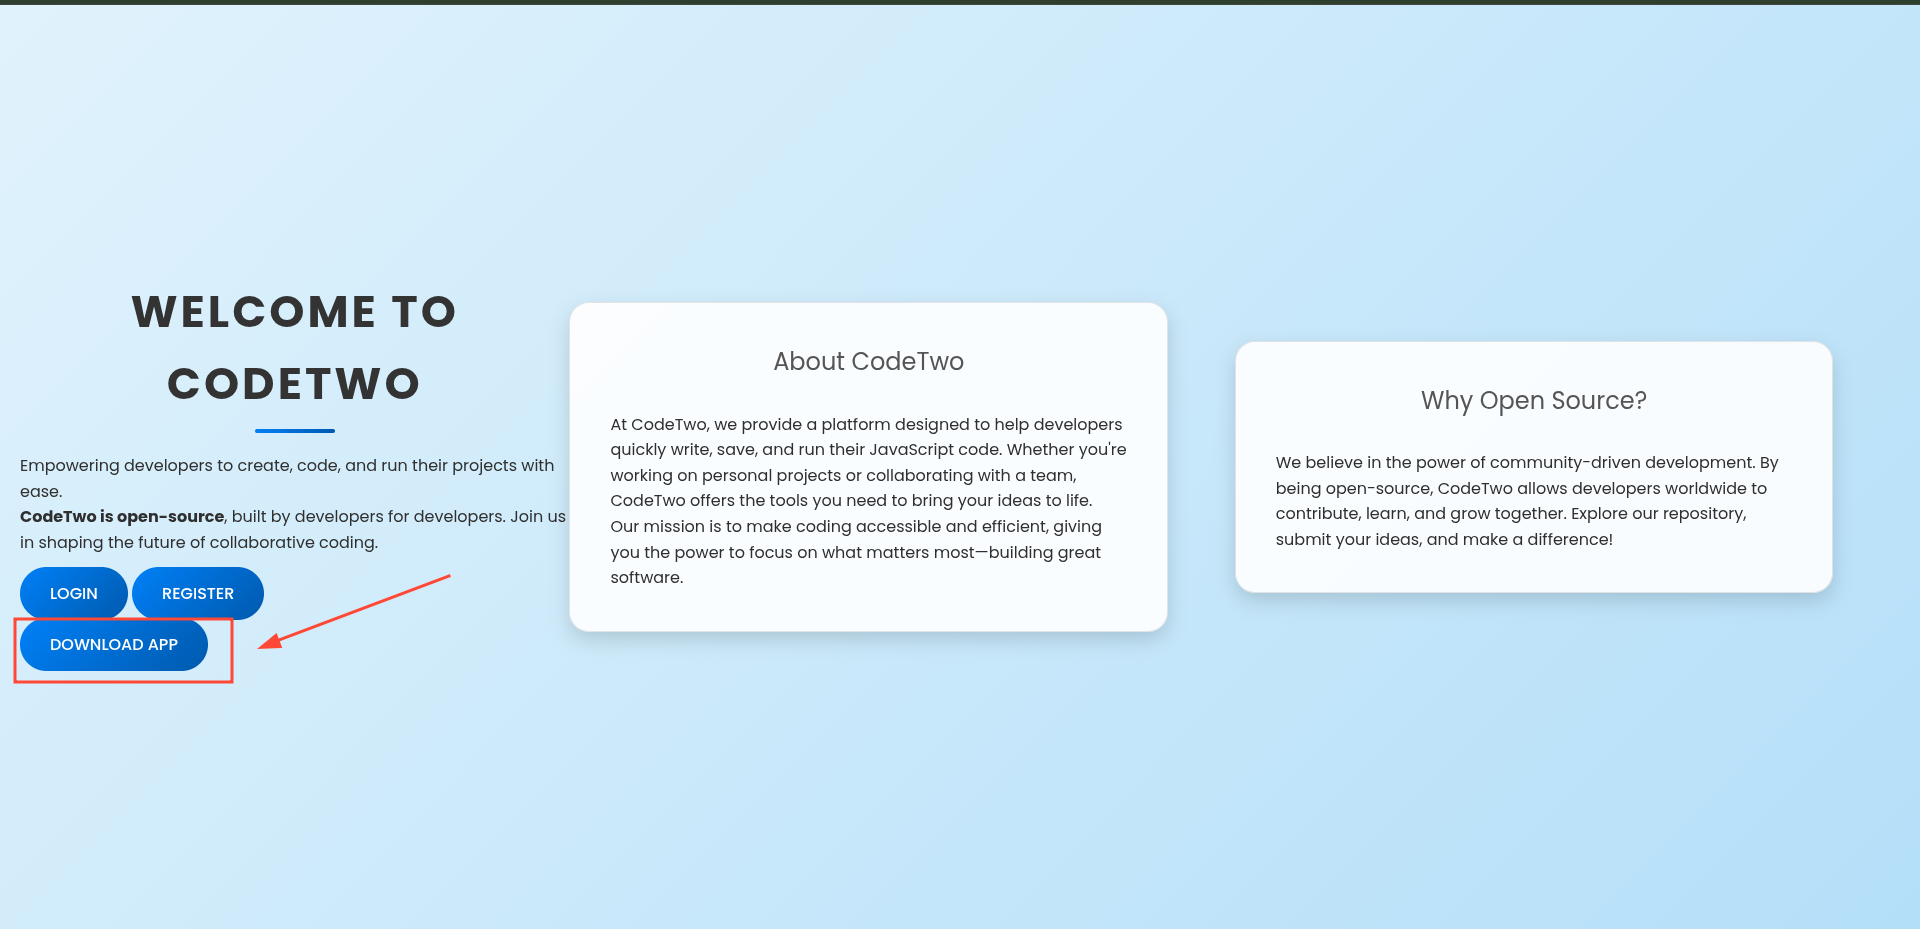 WELCOME TO
CODETWO
Empowering developers to create, code, and run their projects with
ease.
CodeTwo is open-source, built by developers for developers. Join us
in shaping the future of collaborative coding.
LOGIN
REGISTER
DOWNLOAD APP
About CodeTwo
At CodeTwo, we provide a platform designed to help developers
quickly write, save, and run their JavaScript code. Whether you're
working on personal projects or collaborating with a team,
CodeTwo offers the tools you need to bring your ideas to life.
Our mission is to make coding accessible and efficient, giving
you the power to focus on what matters most—building great
software.
Why Open Source?
We believe in the power of community-driven development. By
being open-source, CodeTwo allows developers worldwide to
contribute, learn, and grow together. Explore our repository,
submit your ideas, and make a difference!